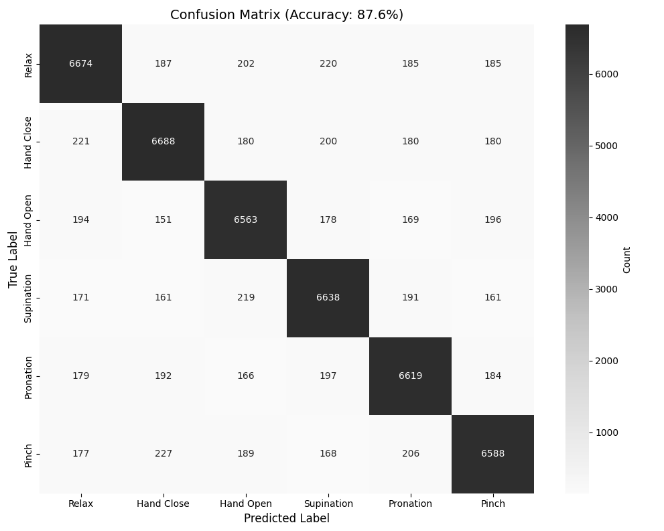 Confusion Matrix (Accuracy: 87.6%)
Relax 6674 187 202 220 185 185
Hand Close 221 6688 180 200 180 180
Hand Open 194 151 6563 178 169 196
Supination 171 161 219 6638 191 161
Pronation 179 192 166 197 6619 184
Pinch 177 227 189 168 206 6588
True Label
Relax Hand Close Hand Open Supination Pronation Pinch
Predicted Label
6000
5000
4000
3000
2000
1000
Count